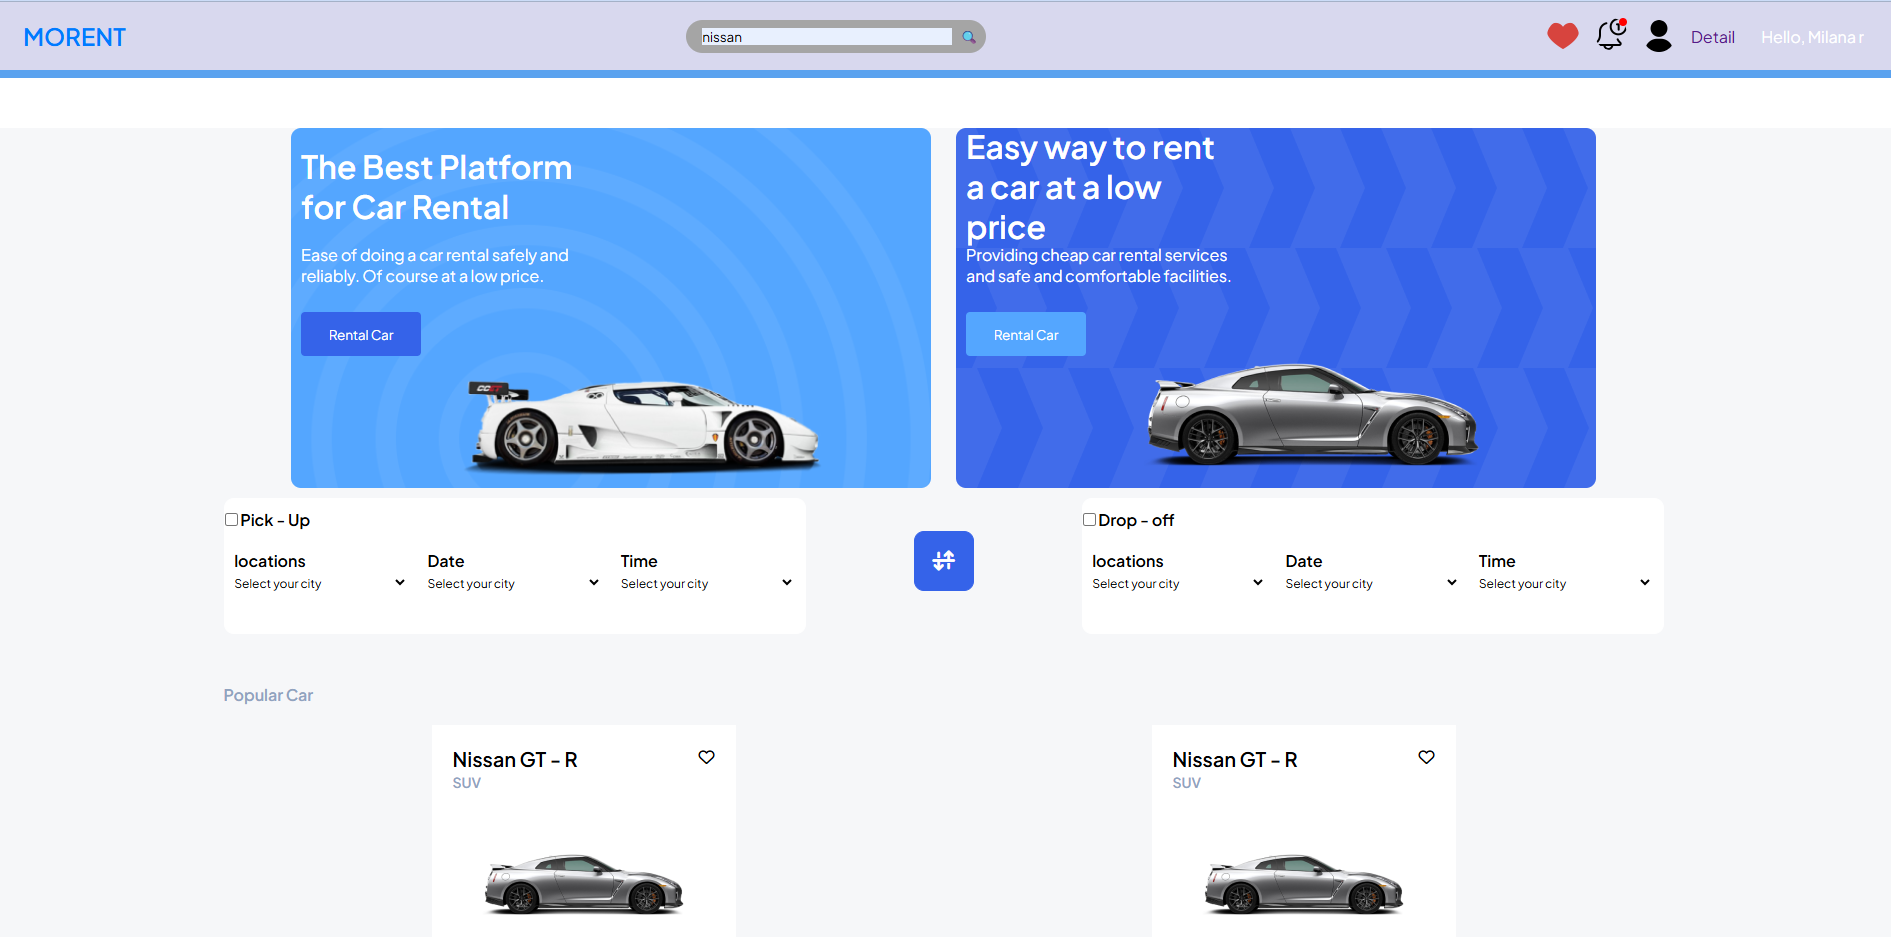 MORENT
nissan
Detail
Hello, Milana r
The Best Platform
for Car Rental
Ease of doing a car rental safely and
reliably. Of course at a low price.
Rental Car
Easy way to rent
a car at a low
price
Providing cheap car rental services
and safe and comfortable facilities.
Rental Car
Pick - Up
locations
Date
Time
Select your city
Select your city
Select your city
Drop - off
locations
Date
Time
Select your city
Select your city
Select your city
Popular Car
Nissan GT - R
SUV
Nissan GT - R
SUV